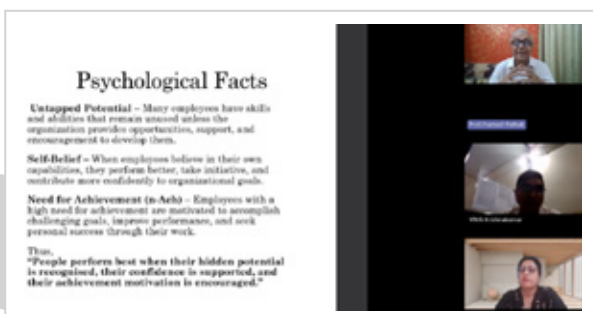 Psychological Facts
Untapped Potential – Many employees have skills
and abilities that remain unused unless the
organization provides opportunities, support, and
encouragement to develop them.
Self-Belief – When employees believe in their own
capabilities, they perform better, take initiative, and
contribute more confidently to organizational goals.
Need for Achievement (n-Ach) – Employees with a
high need for achievement are motivated to accomplish
challenging goals, improve performance, and seek
personal success through their work.
Thus,
"People perform best when their hidden potential
is recognised, their confidence is supported, and
their achievement motivation is encouraged."